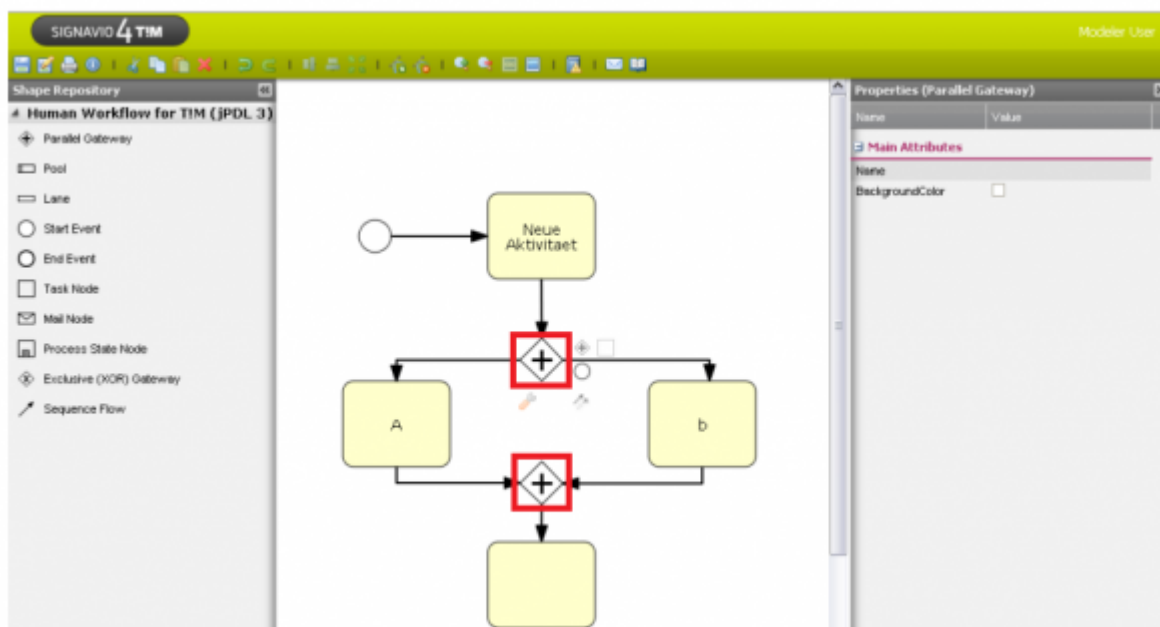 SIGNAVIO 4 T!M
Modeler User
Shape Repository
Human Workflow for T!M (jPDL 3)
Parallel Gateway
Pool
Lane
Start Event
End Event
Task Node
Mail Node
Process State Node
Exclusive (XOR) Gateway
Sequence Flow
Neue
Aktivitaet
A
b
Properties (Parallel Gateway)
Name Value
Main Attributes
Name
BackgroundColor